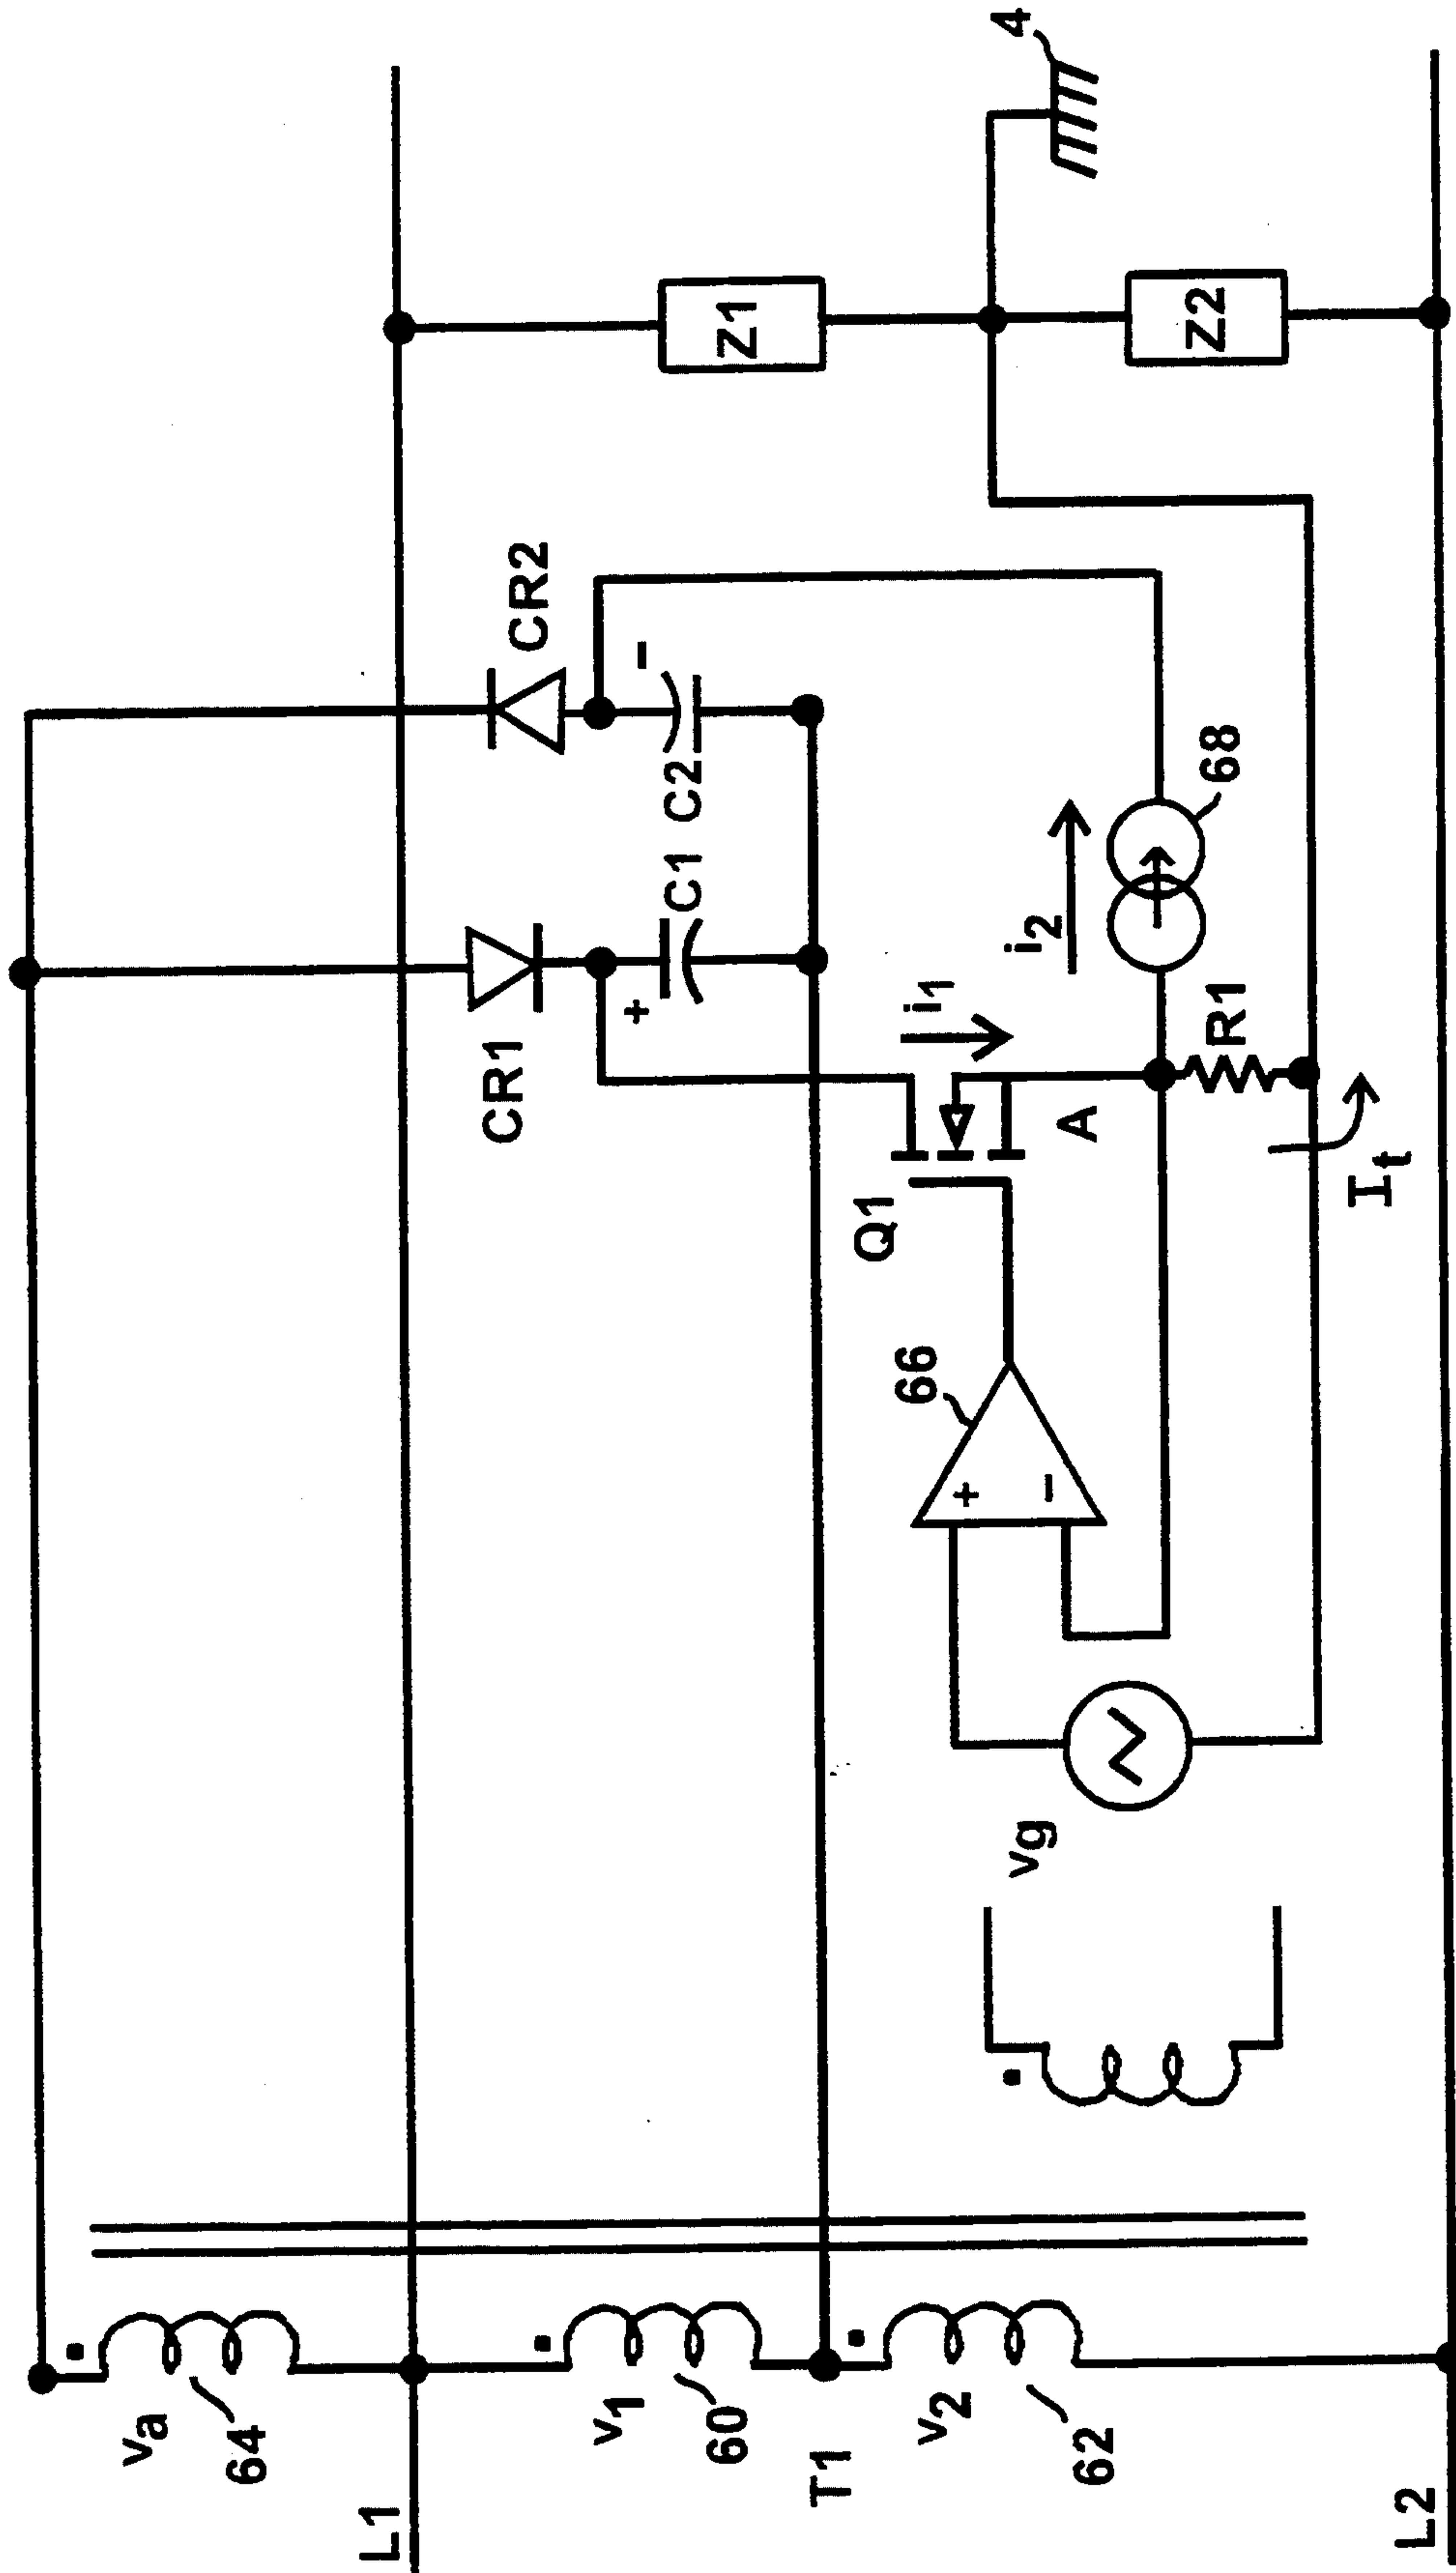 va
64
L1
v1
60
T1
v2
62
L2
vg
66
+
−
Q1
CR1
+
C1
C2
−
CR2
i1
i2
A
68
R1
It
Z1
Z2
4